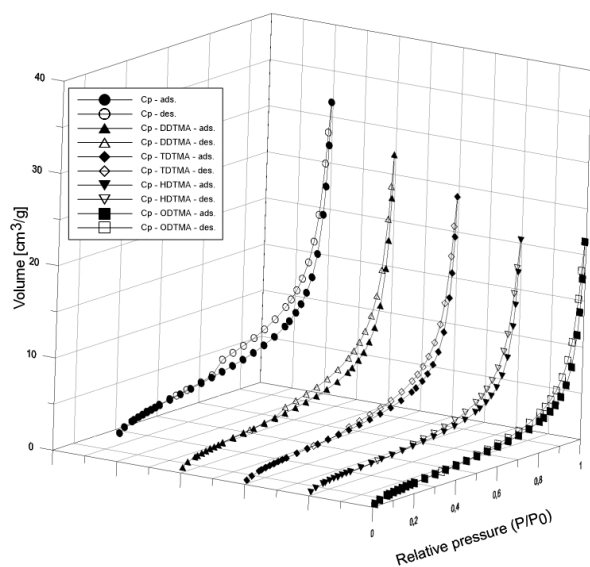 40
30
20
10
0
Volume [cm3/g]
Cp - ads.
Cp - des.
Cp - DDTMA - ads.
Cp - DDTMA - des.
Cp - TDTMA - ads.
Cp - TDTMA - des.
Cp - HDTMA - ads.
Cp - HDTMA - des.
Cp - ODTMA - ads.
Cp - ODTMA - des.
0
0,2
0,4
0,6
0,8
1
Relative pressure (P/P0)